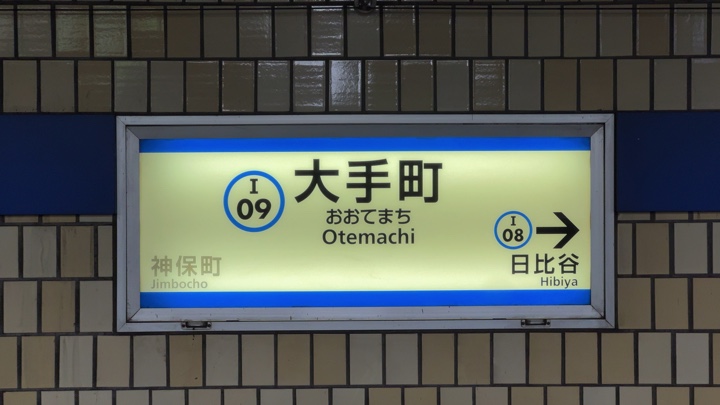 I
09
大手町
おおてまち
Otemachi
I
08
→
神保町
Jimbocho
日比谷
Hibiya